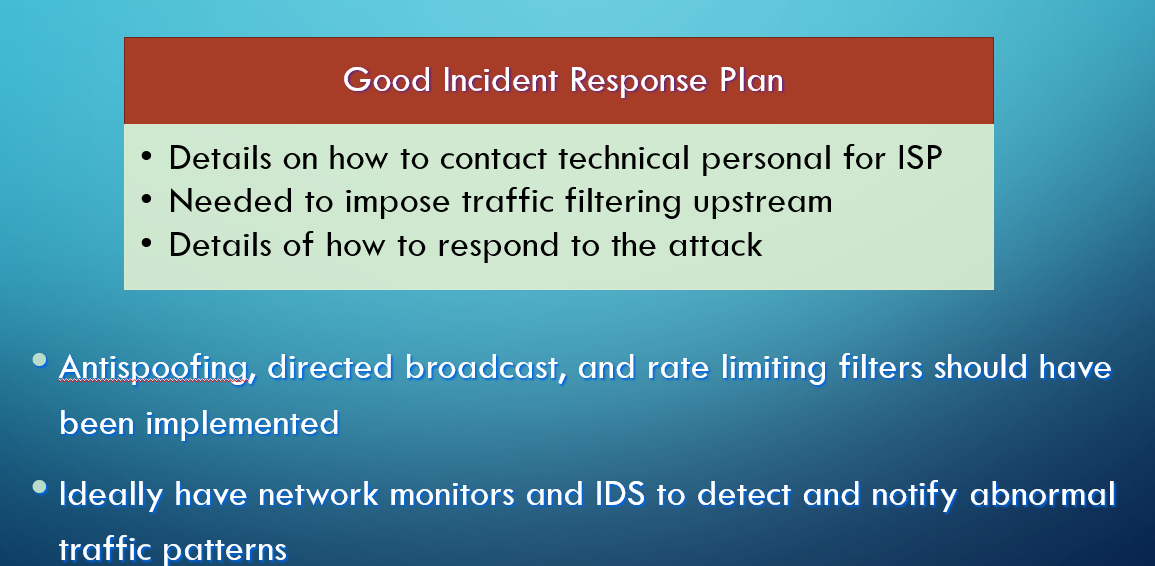 Good Incident Response Plan
• Details on how to contact technical personal for ISP
• Needed to impose traffic filtering upstream
• Details of how to respond to the attack
• Antispoofing, directed broadcast, and rate limiting filters should have
been implemented
• Ideally have network monitors and IDS to detect and notify abnormal
traffic patterns